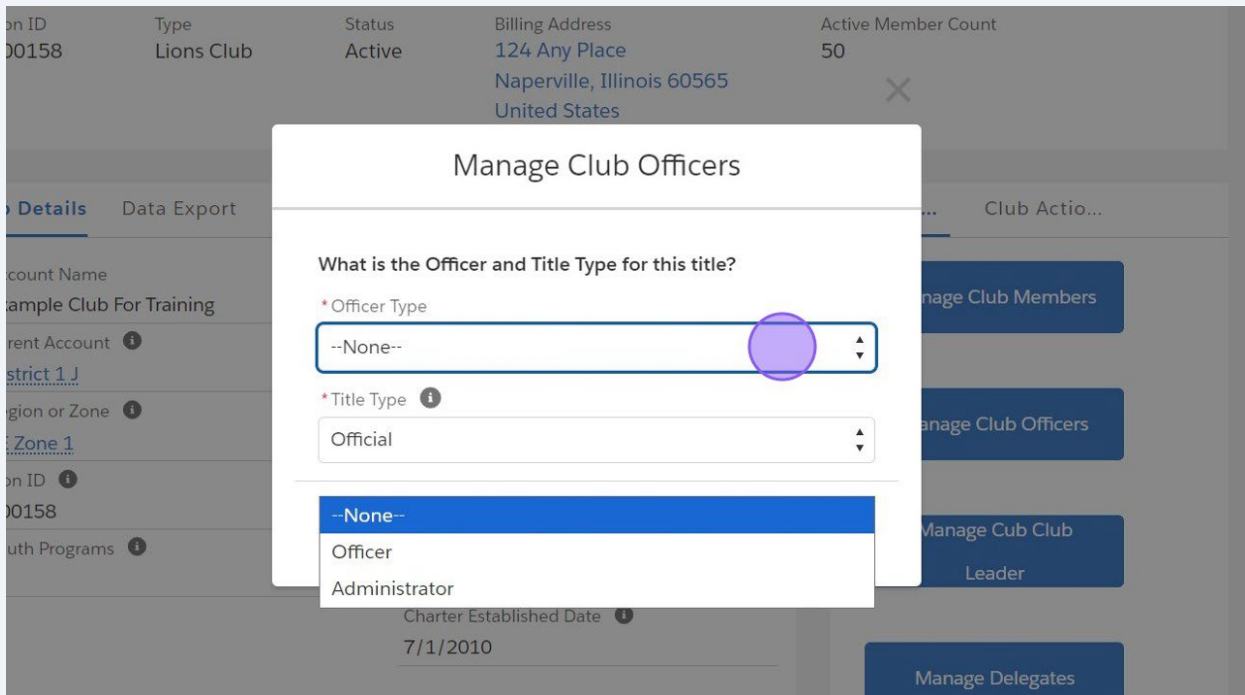 on ID
Type
Status
Billing Address
Active Member Count
00158
Lions Club
Active
124 Any Place
50
Naperville, Illinois 60565
United States
Manage Club Officers
Details
Data Export
...
Club Actio...
What is the Officer and Title Type for this title?
*Officer Type
--None--
*Title Type
Official
--None--
Officer
Administrator
ccount Name
ample Club For Training
rent Account
strict 1 J
gion or Zone
Zone 1
on ID
00158
uth Programs
Charter Established Date
7/1/2010
nage Club Members
anage Club Officers
Manage Cub Club
Leader
Manage Delegates